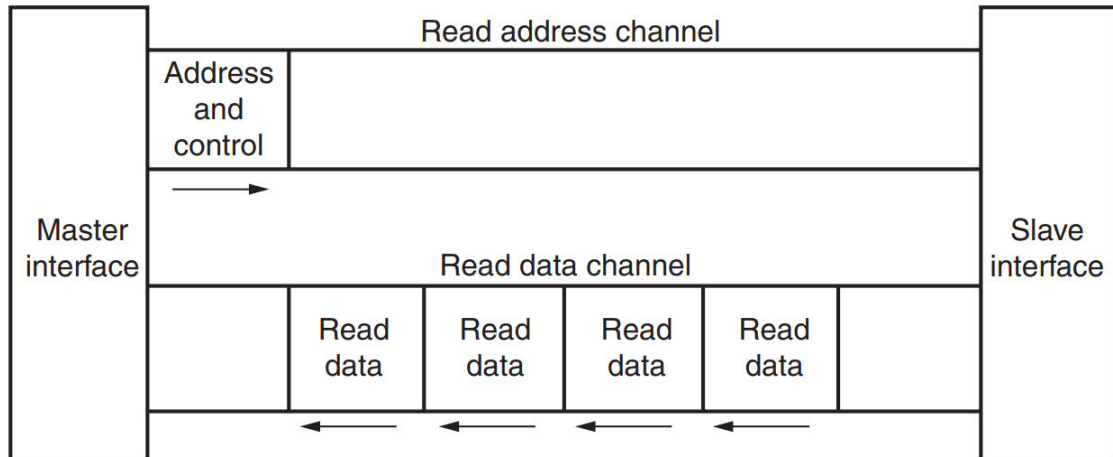 Read address channel
Address
and
control
Master
interface
Slave
interface
Read data channel
Read
data
Read
data
Read
data
Read
data